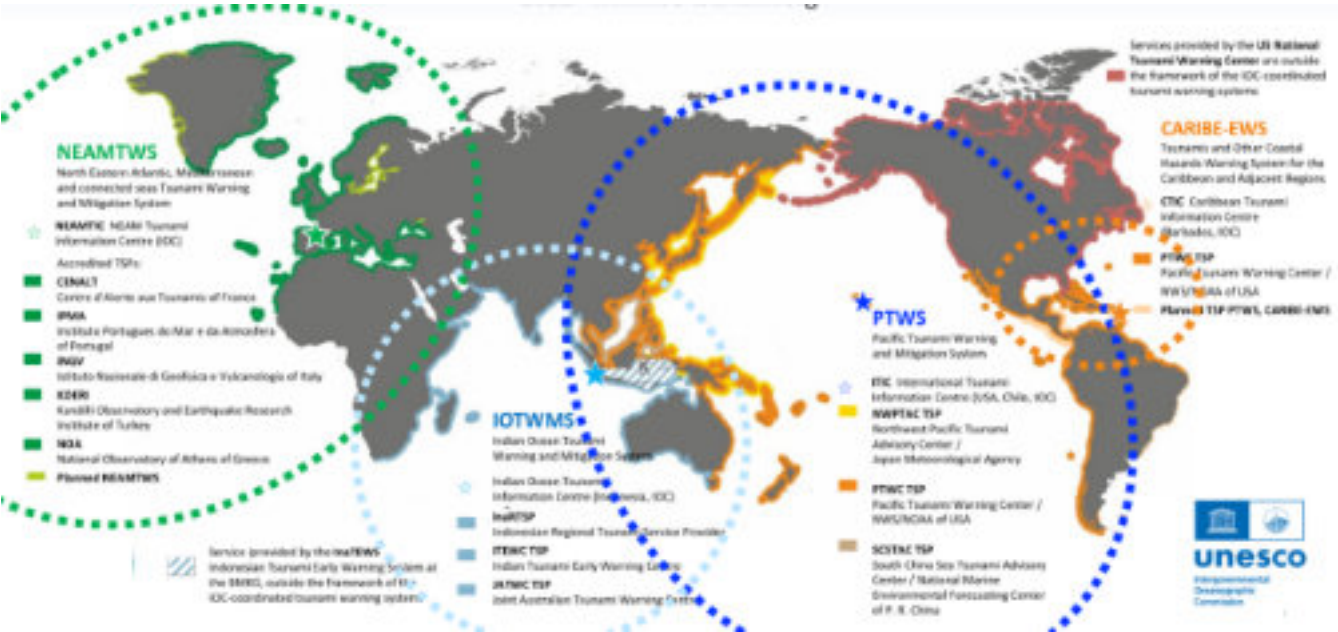 NEAMTWS
North Eastern Atlantic, Mediterranean
and connected seas Tsunami Warning
and Mitigation System
NEAMTIC NEAM Tsunami
Information Centre (IOC)
Accredited TSPs:
CENALT
Centre d'Alerte aux Tsunamis of France
IPMA
Instituto Portugues do Mar e da Atmosfera
of Portugal
INGV
Istituto Nazionale di Geofisica e Vulcanologia of Italy
KOERI
Kandilli Observatory and Earthquake Research
Institute of Turkey
NOA
National Observatory of Athens of Greece
Planned NEAMTWS
Service (provided by the InaTEWS
Indonesian Tsunami Early Warning System at
the BMKG, outside the framework of the
IOC-coordinated tsunami warning system)
IOTWMS
Indian Ocean Tsunami
Warning and Mitigation System
Indian Ocean Tsunami
Information Centre (Indonesia, IOC)
InaRTSP
Indonesian Regional Tsunami Service Provider
ITEWC TSP
Indian Tsunami Early Warning Centre
JATWC TSP
Joint Australian Tsunami Warning Centre
PTWS
Pacific Tsunami Warning
and Mitigation System
ITIC International Tsunami
Information Centre (USA, Chile, IOC)
NWPTAC TSP
Northwest Pacific Tsunami
Advisory Center /
Japan Meteorological Agency
PTWC TSP
Pacific Tsunami Warning Center /
NWS/NOAA of USA
SCSTAC TSP
South China Sea Tsunami Advisory
Center / National Marine
Environmental Forecasting Center
of P. R. China
Services provided by the US National
Tsunami Warning Center are outside
the framework of the IOC-coordinated
tsunami warning systems
CARIBE-EWS
Tsunamis and Other Coastal
Hazards Warning System for the
Caribbean and Adjacent Regions
CTIC Caribbean Tsunami
Information Centre
(Barbados, IOC)
PTWC TSP
Pacific Tsunami Warning Center /
NWS/NOAA of USA
Planned TSP PTWS, CARIBE-EWS
unesco
Intergovernmental
Oceanographic
Commission